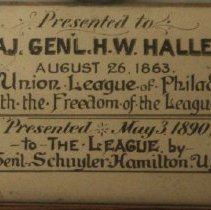 Presented to
AJ. GENL. H.W. HALLE
AUGUST 26, 1863.
Union League of Philad
th the Freedom of the League
Presented May 3, 1890
to THE LEAGUE by
Genl. Schuyler Hamilton, U.